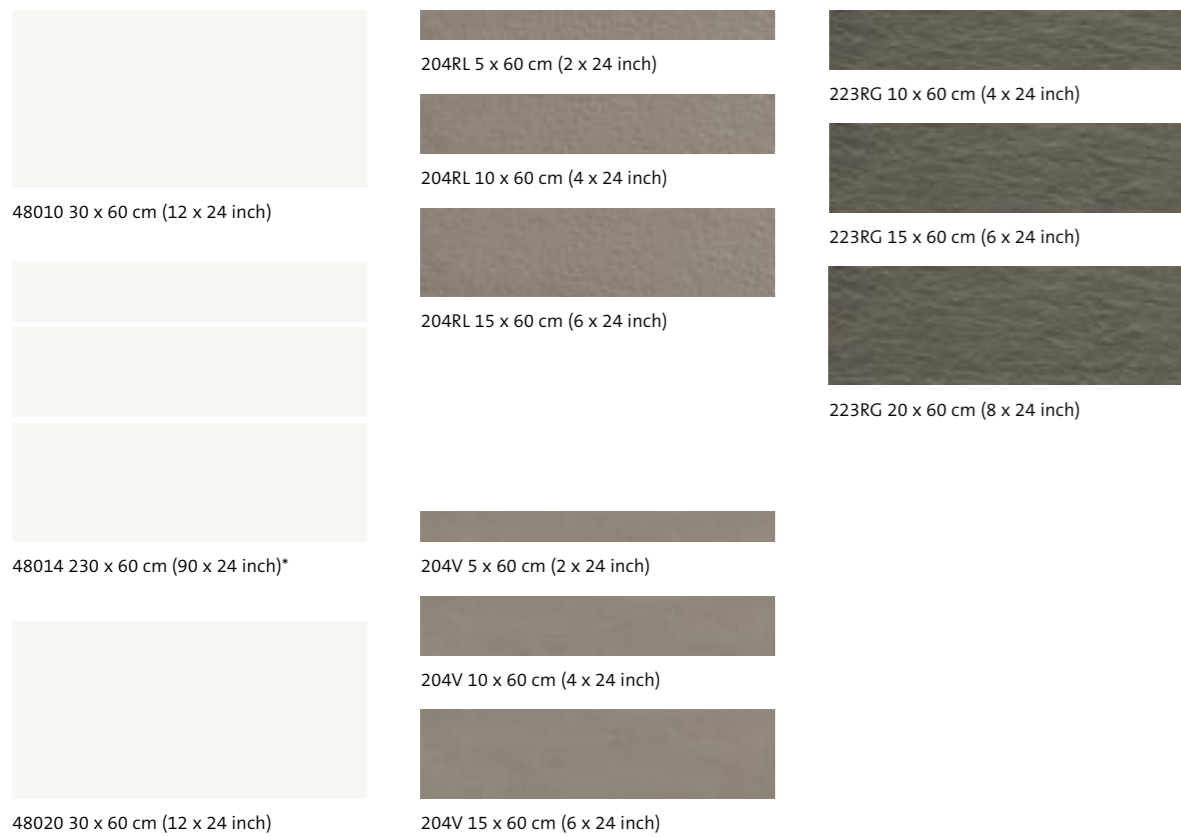 48010 30 x 60 cm (12 x 24 inch)
48014 230 x 60 cm (90 x 24 inch)*
48020 30 x 60 cm (12 x 24 inch)
204RL 5 x 60 cm (2 x 24 inch)
204RL 10 x 60 cm (4 x 24 inch)
204RL 15 x 60 cm (6 x 24 inch)
204V 5 x 60 cm (2 x 24 inch)
204V 10 x 60 cm (4 x 24 inch)
204V 15 x 60 cm (6 x 24 inch)
223RG 10 x 60 cm (4 x 24 inch)
223RG 15 x 60 cm (6 x 24 inch)
223RG 20 x 60 cm (8 x 24 inch)